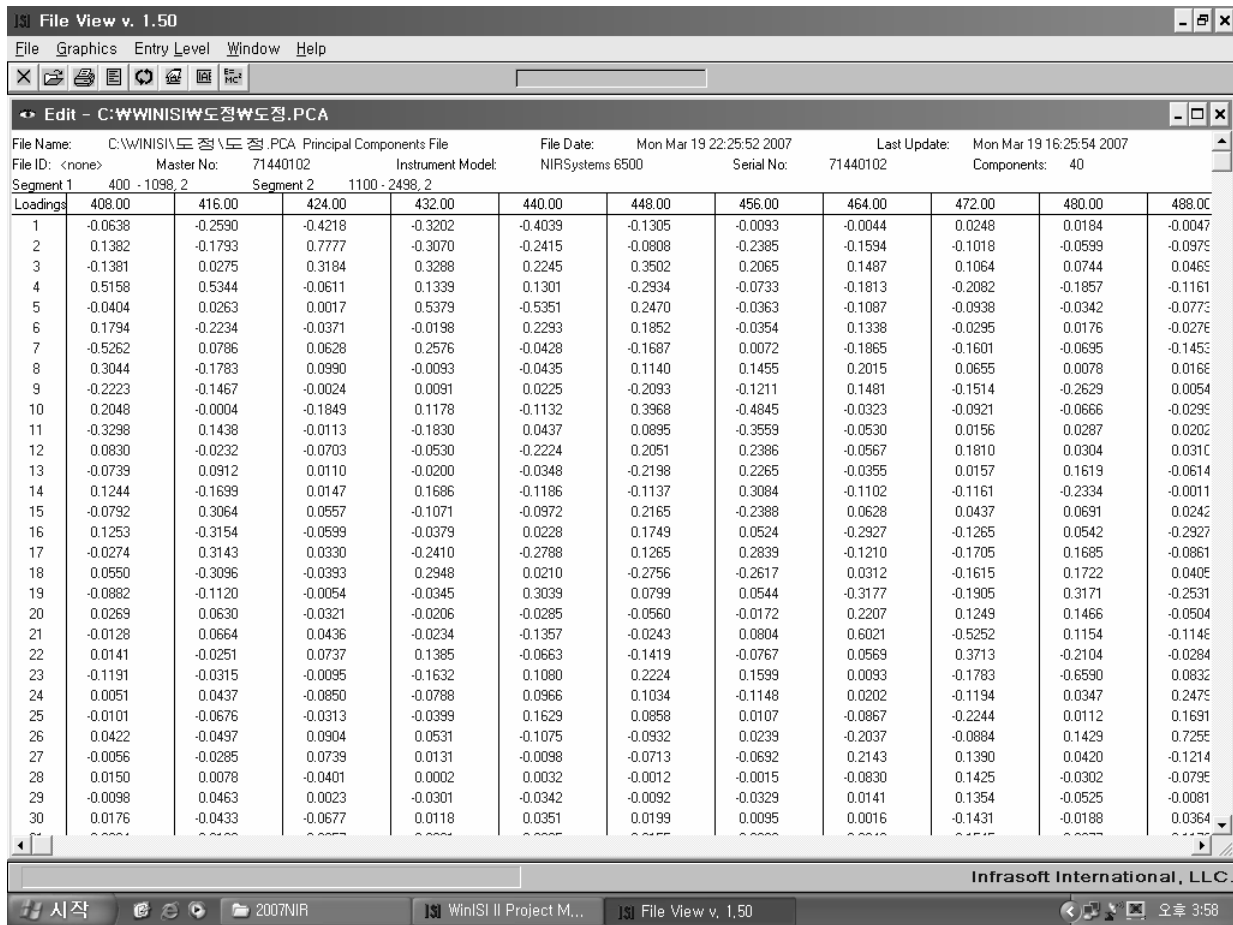 ISI File View v. 1.50
File Graphics Entry Level Window Help
E= MC²
Edit - C:₩WINISI₩도정₩도정.PCA
File Name: C:\WINISI\도 정\도 정.PCA Principal Components File File Date: Mon Mar 19 22:25:52 2007 Last Update: Mon Mar 19 16:25:54 2007
File ID: <none> Master No: 71440102 Instrument Model: NIRSystems 6500 Serial No: 71440102 Components: 40
Segment 1 400 - 1098, 2 Segment 2 1100 - 2498, 2
Loadings 408.00 416.00 424.00 432.00 440.00 448.00 456.00 464.00 472.00 480.00 488.00
1 -0.0638 -0.2590 -0.4218 -0.3202 -0.4039 -0.1305 -0.0093 -0.0044 0.0248 0.0184 -0.0047
2 0.1382 -0.1793 0.7777 -0.3070 -0.2415 -0.0808 -0.2385 -0.1594 -0.1018 -0.0599 -0.0979
3 -0.1381 0.0275 0.3184 0.3288 0.2245 0.3502 0.2065 0.1487 0.1064 0.0744 0.0469
4 0.5158 0.5344 -0.0611 0.1339 0.1301 -0.2934 -0.0733 -0.1813 -0.2082 -0.1857 -0.1161
5 -0.0404 0.0263 0.0017 0.5379 -0.5351 0.2470 -0.0363 -0.1087 -0.0938 -0.0342 -0.0773
6 0.1794 -0.2234 -0.0371 -0.0198 0.2293 0.1852 -0.0354 0.1338 -0.0295 0.0176 -0.0276
7 -0.5262 0.0786 0.0628 0.2576 -0.0428 -0.1687 0.0072 -0.1865 -0.1601 -0.0695 -0.1453
8 0.3044 -0.1783 0.0990 -0.0093 -0.0435 0.1140 0.1455 0.2015 0.0655 0.0078 0.0168
9 -0.2223 -0.1467 -0.0024 0.0091 0.0225 -0.2093 -0.1211 0.1481 -0.1514 -0.2629 0.0054
10 0.2048 -0.0004 -0.1849 0.1178 -0.1132 0.3968 -0.4845 -0.0323 -0.0921 -0.0666 -0.0299
11 -0.3298 0.1438 -0.0113 -0.1830 0.0437 0.0895 -0.3559 -0.0530 0.0156 0.0287 0.0202
12 0.0830 -0.0232 -0.0703 -0.0530 -0.2224 0.2051 0.2386 -0.0567 0.1810 0.0304 0.0310
13 -0.0739 0.0912 0.0110 -0.0200 -0.0348 -0.2198 0.2265 -0.0355 0.0157 0.1619 -0.0614
14 0.1244 -0.1699 0.0147 0.1686 -0.1186 -0.1137 0.3084 -0.1102 -0.1161 -0.2334 -0.0011
15 -0.0792 0.3064 0.0557 -0.1071 -0.0972 0.2165 -0.2388 0.0628 0.0437 0.0691 0.0242
16 0.1253 -0.3154 -0.0599 -0.0379 0.0228 0.1749 0.0524 -0.2927 -0.1265 0.0542 -0.2927
17 -0.0274 0.3143 0.0330 -0.2410 -0.2788 0.1265 0.2839 -0.1210 -0.1705 0.1685 -0.0861
18 0.0550 -0.3096 -0.0393 0.2948 0.0210 -0.2756 -0.2617 0.0312 -0.1615 0.1722 0.0405
19 -0.0882 -0.1120 -0.0054 -0.0345 0.3039 0.0799 0.0544 -0.3177 -0.1905 0.3171 -0.2531
20 0.0269 0.0630 -0.0321 -0.0206 -0.0285 -0.0560 -0.0172 0.2207 0.1249 0.1466 -0.0504
21 -0.0128 0.0664 0.0436 -0.0234 -0.1357 -0.0243 0.0804 0.6021 -0.5252 0.1154 -0.1148
22 0.0141 -0.0251 0.0737 0.1385 -0.0663 -0.1419 -0.0767 0.0569 0.3713 -0.2104 -0.0284
23 -0.1191 -0.0315 -0.0095 -0.1632 0.1080 0.2224 0.1599 0.0093 -0.1783 -0.6590 0.0832
24 0.0051 0.0437 -0.0850 -0.0788 0.0966 0.1034 -0.1148 0.0202 -0.1194 0.0347 0.2479
25 -0.0101 -0.0676 -0.0313 -0.0399 0.1629 0.0858 0.0107 -0.0867 -0.2244 0.0112 0.1691
26 0.0422 -0.0497 0.0904 0.0531 -0.1075 -0.0932 0.0239 -0.2037 -0.0884 0.1429 0.7255
27 -0.0056 -0.0285 0.0739 0.0131 -0.0098 -0.0713 -0.0692 0.2143 0.1390 0.0420 -0.1214
28 0.0150 0.0078 -0.0401 0.0002 0.0032 -0.0012 -0.0015 -0.0830 0.1425 -0.0302 -0.0795
29 -0.0098 0.0463 0.0023 -0.0301 -0.0342 -0.0092 -0.0329 0.0141 0.1354 -0.0525 -0.0081
30 0.0176 -0.0433 -0.0677 0.0118 0.0351 0.0199 0.0095 0.0016 -0.1431 -0.0188 0.0364
Infrasoft International, LLC.
시작 2007NIR ISI WinISI II Project M... ISI File View v, 1,50 오후 3:58